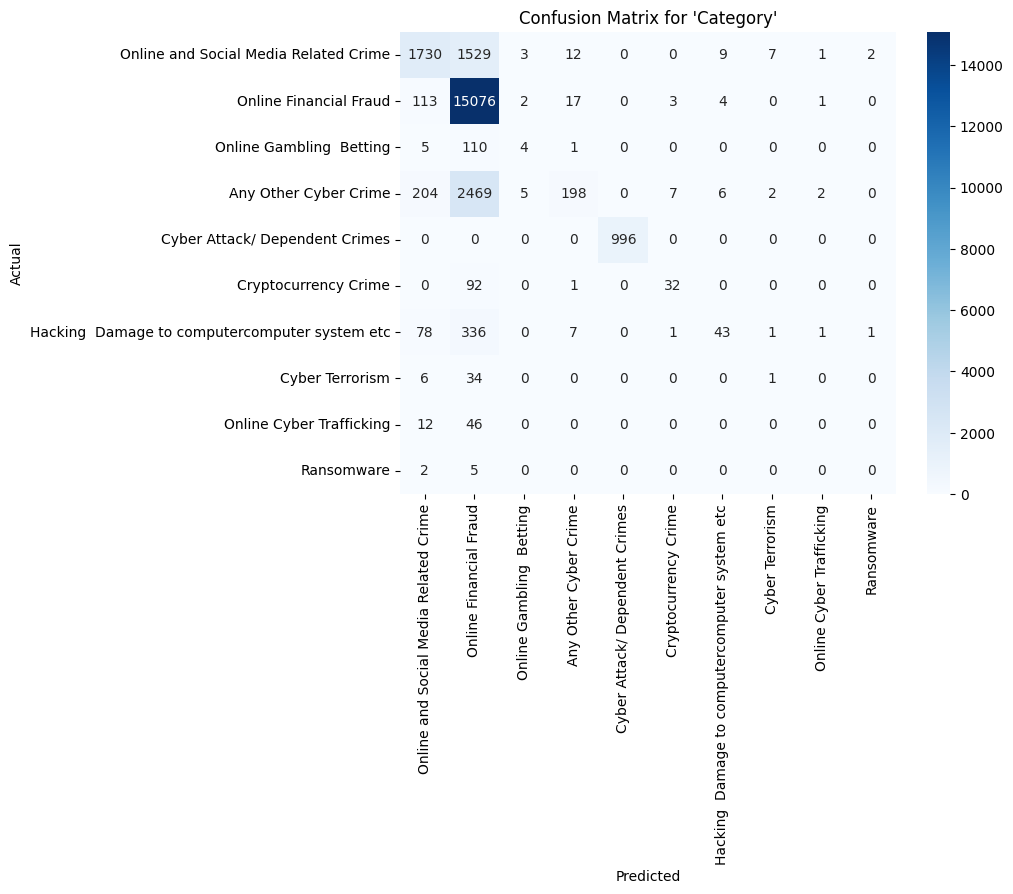 Confusion Matrix for 'Category'
Online and Social Media Related Crime 1730 1529 3 12 0 0 9 7 1 2
Online Financial Fraud 113 15076 2 17 0 3 4 0 1 0
Online Gambling  Betting 5 110 4 1 0 0 0 0 0 0
Any Other Cyber Crime 204 2469 5 198 0 7 6 2 2 0
Cyber Attack/ Dependent Crimes 0 0 0 0 996 0 0 0 0 0
Cryptocurrency Crime 0 92 0 1 0 32 0 0 0 0
Hacking  Damage to computercomputer system etc 78 336 0 7 0 1 43 1 1 1
Cyber Terrorism 6 34 0 0 0 0 0 1 0 0
Online Cyber Trafficking 12 46 0 0 0 0 0 0 0 0
Ransomware 2 5 0 0 0 0 0 0 0 0
Actual
Online and Social Media Related Crime
Online Financial Fraud
Online Gambling  Betting
Any Other Cyber Crime
Cyber Attack/ Dependent Crimes
Cryptocurrency Crime
Hacking  Damage to computercomputer system etc
Cyber Terrorism
Online Cyber Trafficking
Ransomware
Predicted
14000
12000
10000
8000
6000
4000
2000
0